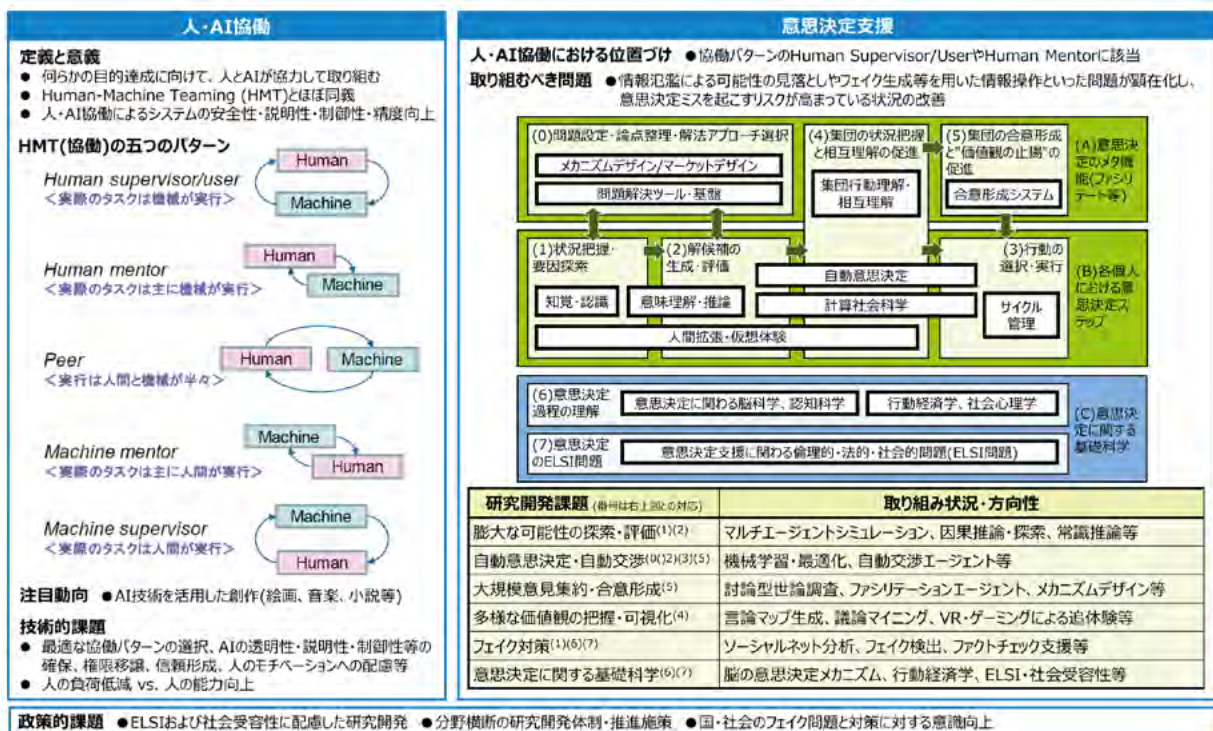 人・AI協働
定義と意義
● 何らかの目的達成に向けて、人とAIが協力して取り組む
● Human-Machine Teaming (HMT)とほぼ同義
● 人・AI協働によるシステムの安全性・説明性・制御性・精度向上
HMT(協働)の五つのパターン
Human supervisor/user
<実際のタスクは機械が実行>
Human
Machine
Human mentor
<実際のタスクは主に機械が実行>
Human
Machine
Peer
<実行は人間と機械が半々>
Human
Machine
Machine mentor
<実際のタスクは主に人間が実行>
Machine
Human
Machine supervisor
<実際のタスクは人間が実行>
Machine
Human
注目動向 ●AI技術を活用した創作(絵画、音楽、小説等)
技術的課題
● 最適な協働パターンの選択、AIの透明性・説明性・制御性等の
確保、権限移譲、信頼形成、人のモチベーションへの配慮等
● 人の負荷低減 vs. 人の能力向上
意思決定支援
人・AI協働における位置づけ ●協働パターンのHuman Supervisor/UserやHuman Mentorに該当
取り組むべき問題 ●情報氾濫による可能性の見落としやフェイク生成等を用いた情報操作といった問題が顕在化し、
意思決定ミスを起こすリスクが高まっている状況の改善
(0)問題設定・論点整理・解法アプローチ選択
メカニズムデザイン/マーケットデザイン
問題解決ツール・基盤
(4)集団の状況把握
と相互理解の促進
集団行動理解・
相互理解
(5)集団の合意形成
と"価値観の止揚"の
促進
合意形成システム
(A)意思決
定のメタ機
能(ファシリ
テート等)
(1)状況把握・
要因探索
(2)解候補の
生成・評価
(3)行動の
選択・実行
自動意思決定
知覚・認識
意味理解・推論
計算社会科学
サイクル
管理
人間拡張・仮想体験
(B)各個人
における意
思決定ス
テップ
(6)意思決定
過程の理解
意思決定に関わる脳科学、認知科学
行動経済学、社会心理学
(7)意思決定
のELSI問題
意思決定支援に関わる倫理的・法的・社会的問題(ELSI問題)
(C)意思決
定に関する
基礎科学
研究開発課題 (番号は右上図との対応) 取り組み状況・方向性
膨大な可能性の探索・評価(1)(2) マルチエージェントシミュレーション、因果推論・探索、常識推論等
自動意思決定・自動交渉(0)(2)(3)(5) 機械学習・最適化、自動交渉エージェント等
大規模意見集約・合意形成(5) 討論型世論調査、ファシリテーションエージェント、メカニズムデザイン等
多様な価値観の把握・可視化(4) 言論マップ生成、議論マイニング、VR・ゲーミングによる追体験等
フェイク対策(1)(6)(7) ソーシャルネット分析、フェイク検出、ファクトチェック支援等
意思決定に関する基礎科学(6)(7) 脳の意思決定メカニズム、行動経済学、ELSI・社会受容性等
政策的課題 ●ELSIおよび社会受容性に配慮した研究開発 ●分野横断の研究開発体制・推進施策 ●国・社会のフェイク問題と対策に対する意識向上